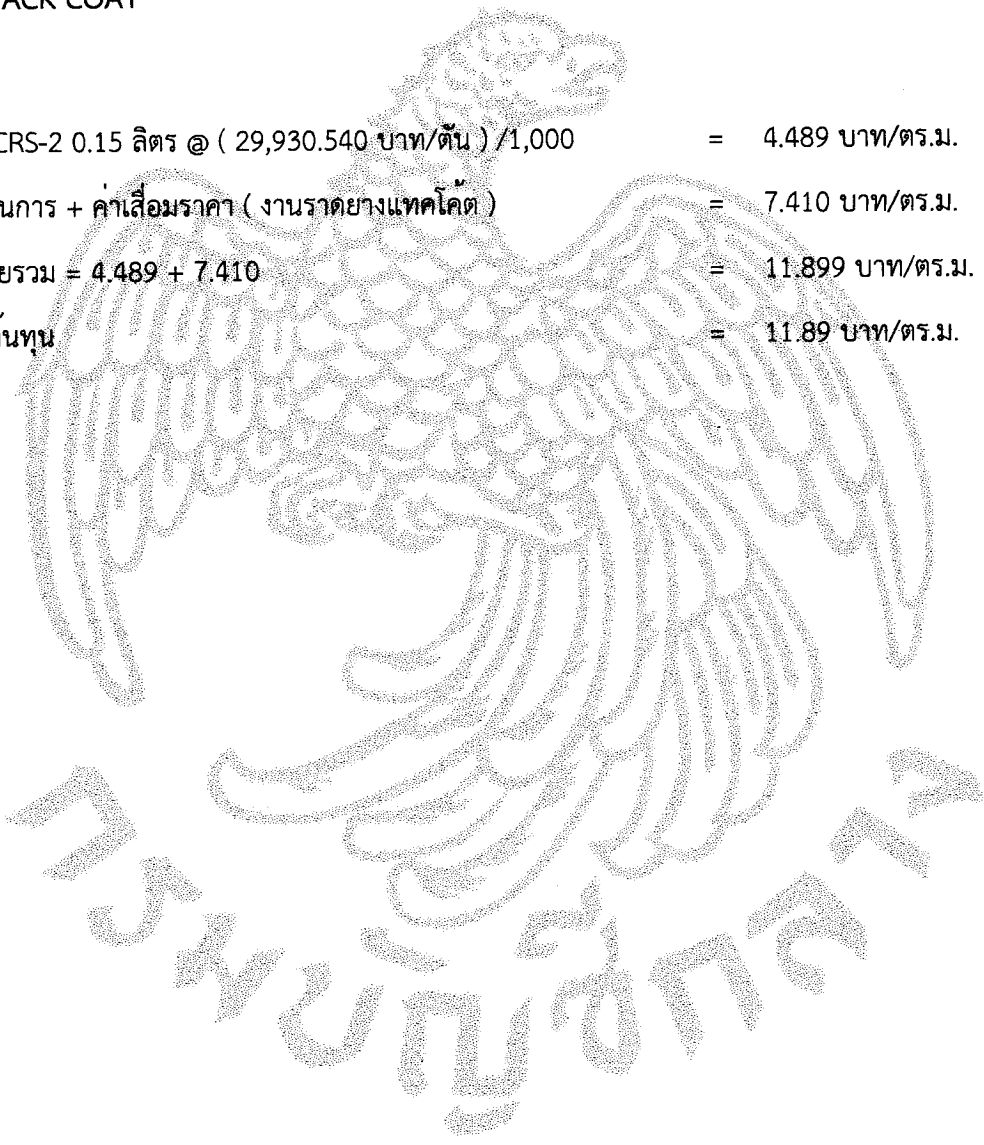 TACK COAT
CRS-2 0.15 ลิตร @ ( 29,930.540 บาท/ตัน ) /1,000 = 4.489 บาท/ตร.ม.
นการ + ค่าเสื่อมราคา ( งานราดยางแทคโค้ต ) = 7.410 บาท/ตร.ม.
ยรวม = 4.489 + 7.410 = 11.899 บาท/ตร.ม.
้นทุน = 11.89 บาท/ตร.ม.
กรมบัญชีกลาง